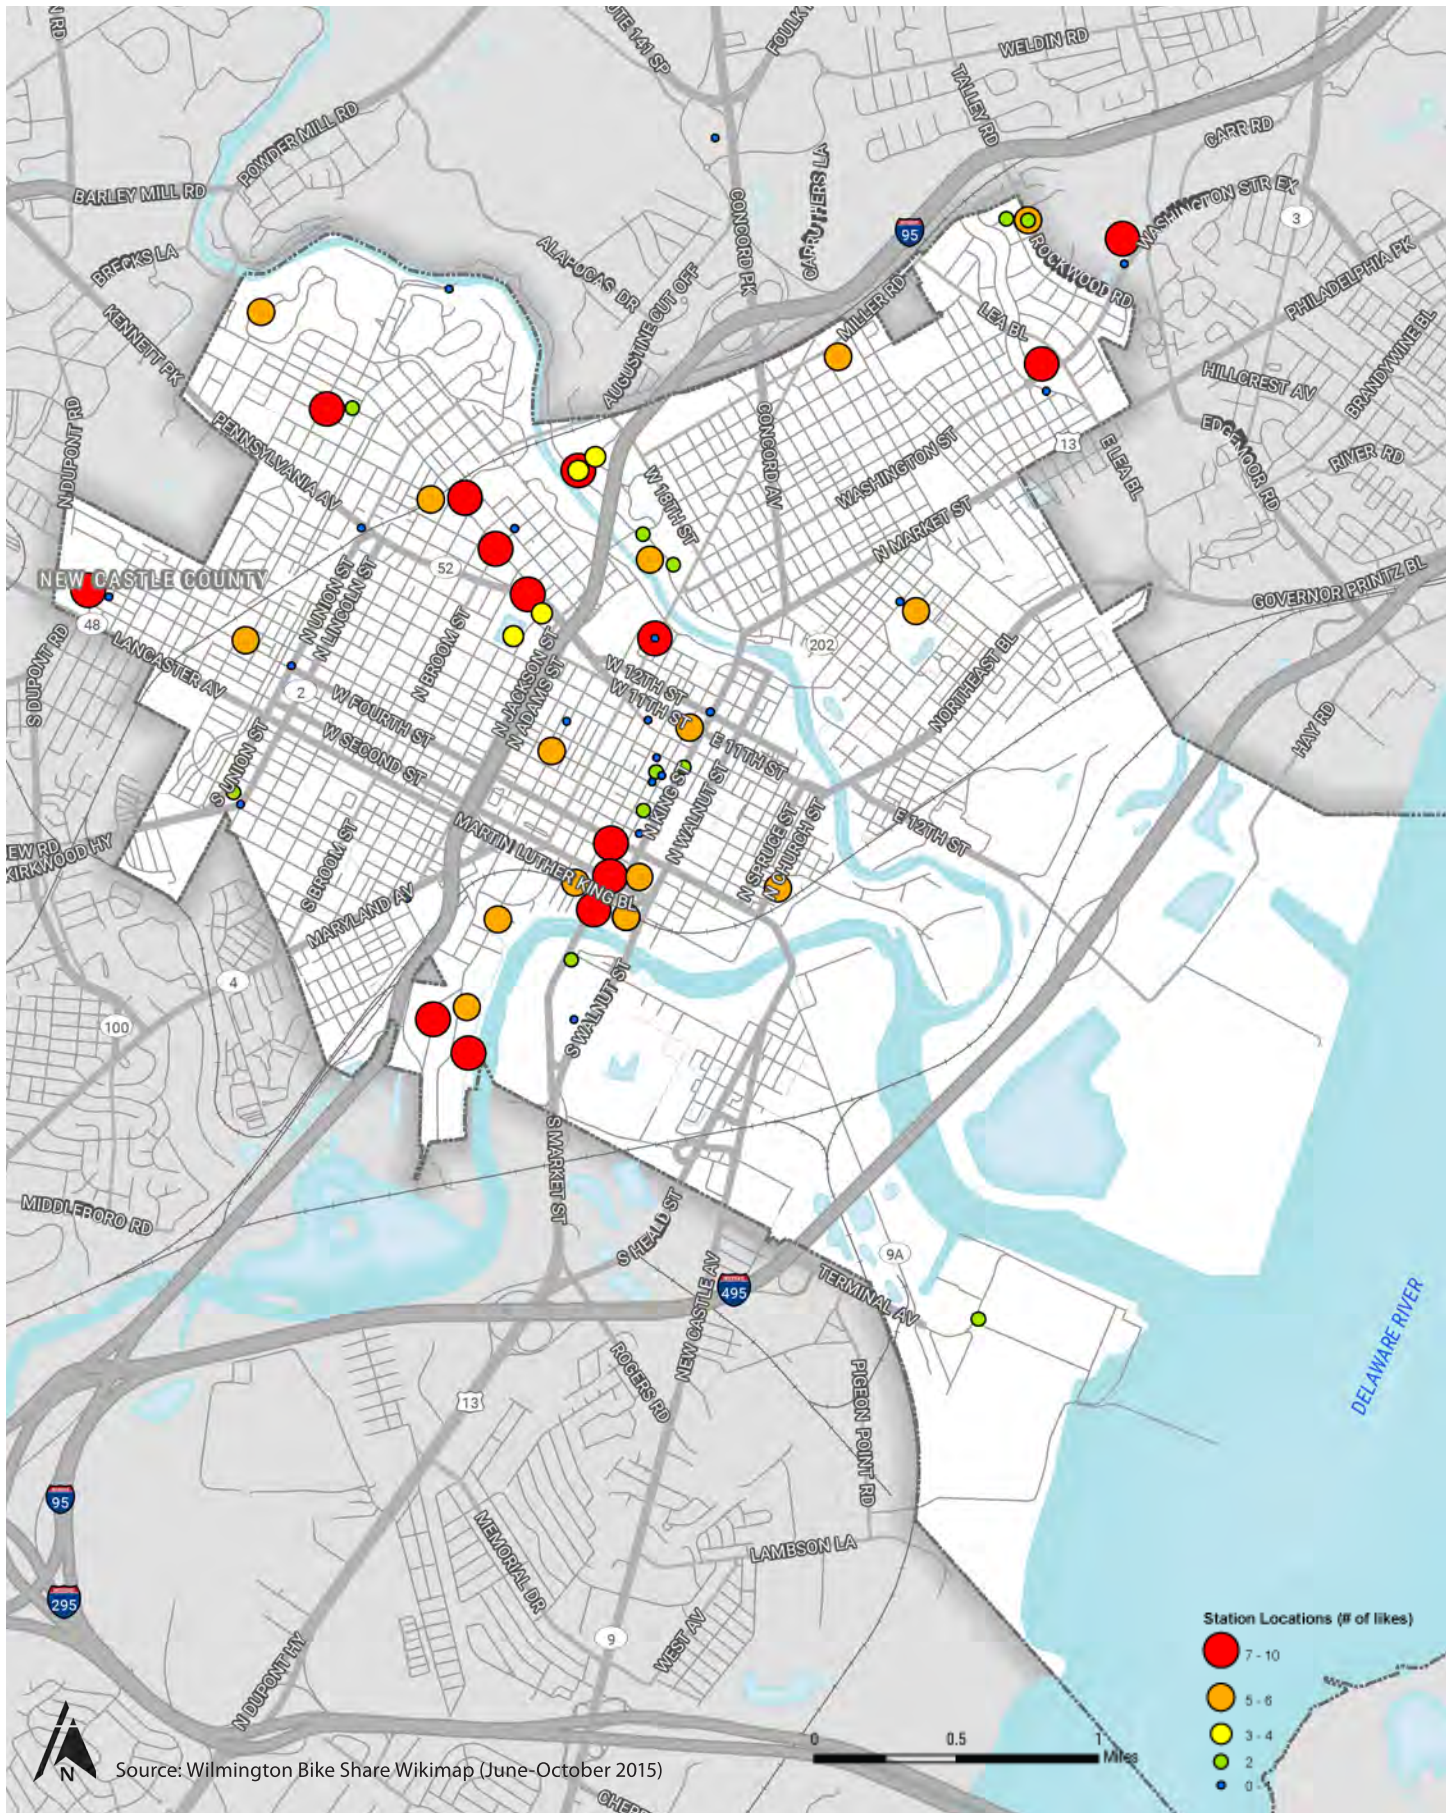 WELDIN RD
TALLEY RD
CARR RD
POWDER MILL RD
BARLEY MILL RD
CONCORD PK
CARRUTHERS LA
WASHINGTON STR EX
3
95
BRECKS LA
ALAPOCAS DR
ROCKWOOD RD
PHILADELPHIA PK
AUGUSTINE CUT OFF
MILLER RD
LEA BL
KENNETT PK
BRANDYWINE BL
HILLCREST AV
N DUPONT RD
PENNSYLVANIA AV
CONCORD AV
13
EDGEMOOR RD
E LEA BL
RIVER RD
WASHINGTON ST
W 18TH ST
N MARKET ST
NEW CASTLE COUNTY
52
N UNION ST
N LINCOLN ST
GOVERNOR PRINTZ BL
48
LANCASTER AV
N BROOM ST
N JACKSON ST
N ADAMS ST
202
S DUPONT RD
W 12TH ST
W 11TH ST
NORTHEAST BL
2
W FOURTH ST
W SECOND ST
E 11TH ST
HAY RD
S UNION ST
N KING ST
N WALNUT ST
N SPRUCE ST
N CHURCH ST
E 12TH ST
MARTIN LUTHER KING BL
KIRKWOOD HY
S BROOM ST
MARYLAND AV
4
100
S WALNUT ST
S MARKET ST
MIDDLEBORO RD
S HEALD ST
9A
495
TERMINAL AV
NEW CASTLE AV
DELAWARE RIVER
ROGERS RD
PIGEON POINT RD
13
95
MEMORIAL DR
LAMBSON LA
295
9
WEST AV
N DUPONT HY
Station Locations (# of likes)
7 - 10
5 - 6
3 - 4
2
0 0.5 1
Miles
N
Source: Wilmington Bike Share Wikimap (June-October 2015)